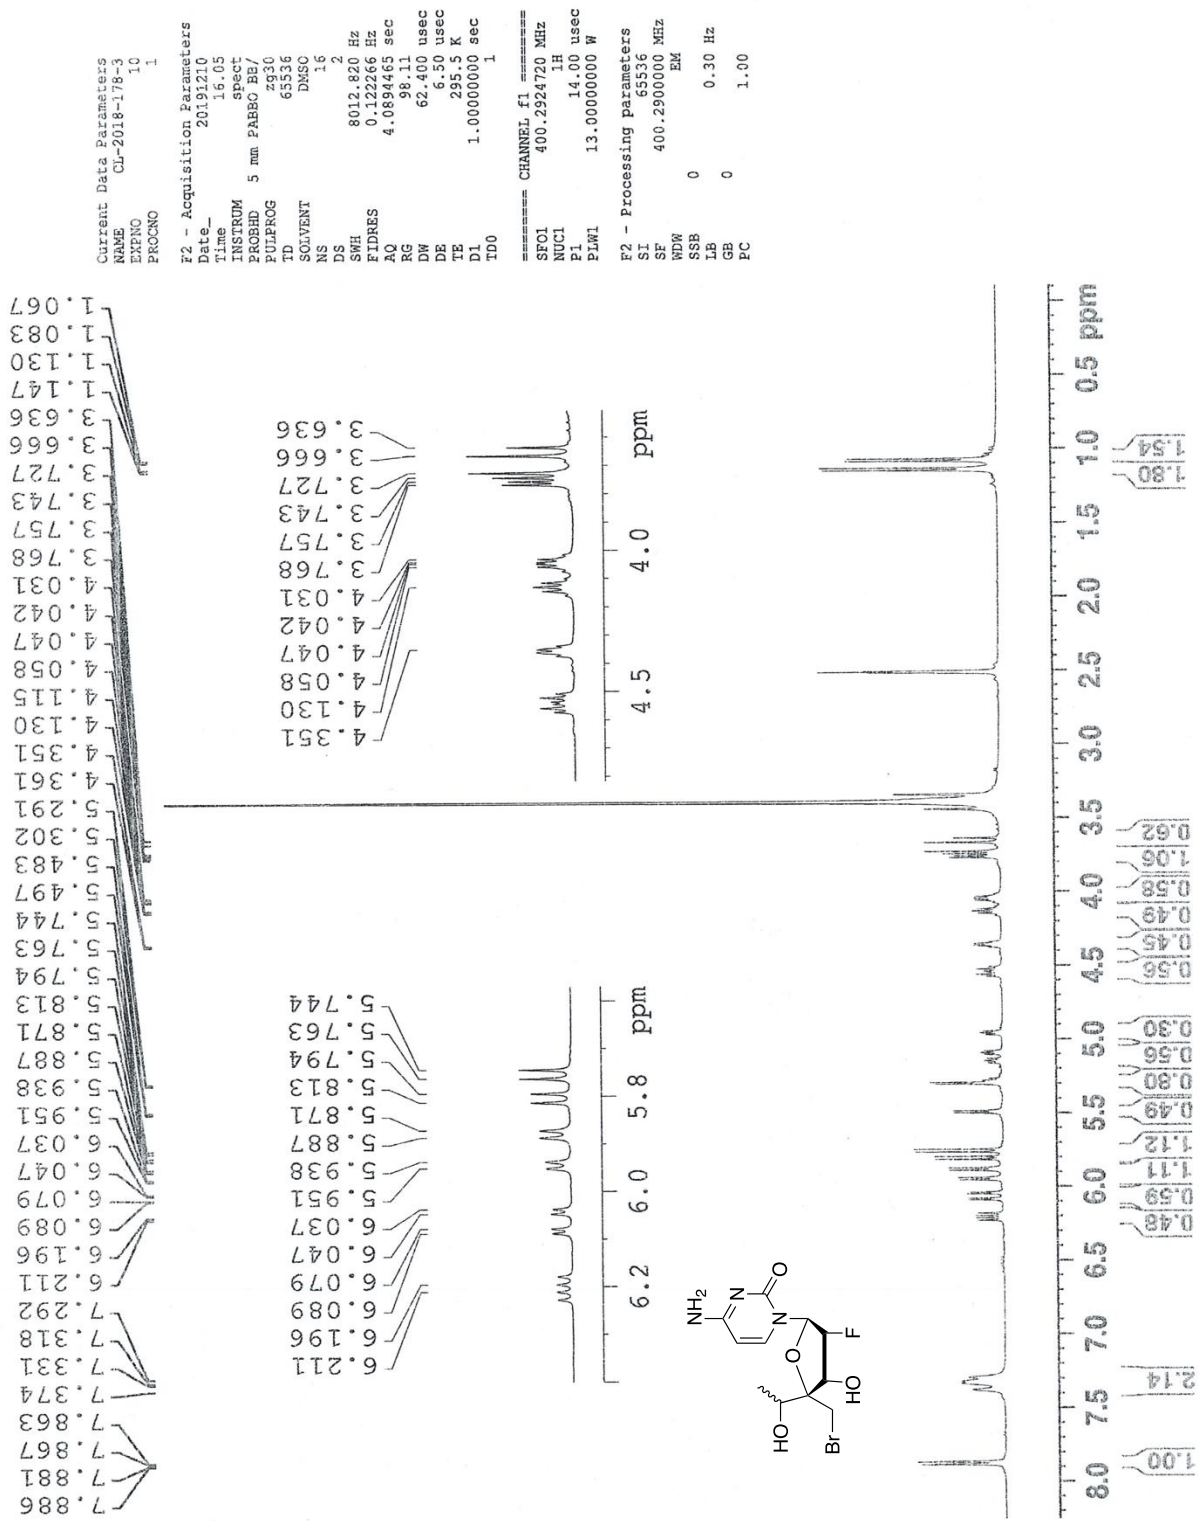 Current Data Parameters
NAME CL-2018-178-3
EXPNO 10
PROCNO 1
F2 - Acquisition Parameters
Date_ 20191210
Time 16.05
INSTRUM spect
PROBHD 5 mm PABBO BB/
PULPROG zg30
TD 65536
SOLVENT DMSO
NS 16
DS 2
SWH 8012.820 Hz
FIDRES 0.122266 Hz
AQ 4.0894465 sec
RG 98.11
DW 62.400 usec
DE 6.50 usec
TE 295.5 K
D1 1.00000000 sec
TD0 1
======== CHANNEL f1 ========
SFO1 400.2924720 MHz
NUC1 1H
P1 14.00 usec
PLW1 13.00000000 W
F2 - Processing parameters
SI 65536
SF 400.2900000 MHz
WDW EM
SSB 0
LB 0.30 Hz
GB 0
PC 1.00
7.886
7.881
7.867
7.863
7.374
7.331
7.318
7.292
6.211
6.196
6.089
6.079
6.047
6.037
5.951
5.938
5.887
5.871
5.813
5.794
5.763
5.744
5.497
5.483
5.302
5.291
4.361
4.351
4.130
4.115
4.058
4.047
4.042
4.031
3.768
3.757
3.743
3.727
3.666
3.636
1.147
1.130
1.083
1.067
6.211
6.196
6.089
6.079
6.047
6.037
5.951
5.938
5.887
5.871
5.813
5.794
5.763
5.744
6.2 6.0 5.8 ppm
4.351
4.130
4.058
4.047
4.042
4.031
3.768
3.757
3.743
3.727
3.666
3.636
4.5 4.0 ppm
NH2
N
O
N
O
F
HO
HO
Br
8.0 7.5 7.0 6.5 6.0 5.5 5.0 4.5 4.0 3.5 3.0 2.5 2.0 1.5 1.0 0.5 ppm
1.00
2.14
0.48
0.59
1.11
1.12
0.49
0.80
0.56
0.30
0.56
0.45
0.49
0.58
1.06
0.62
1.80
1.54